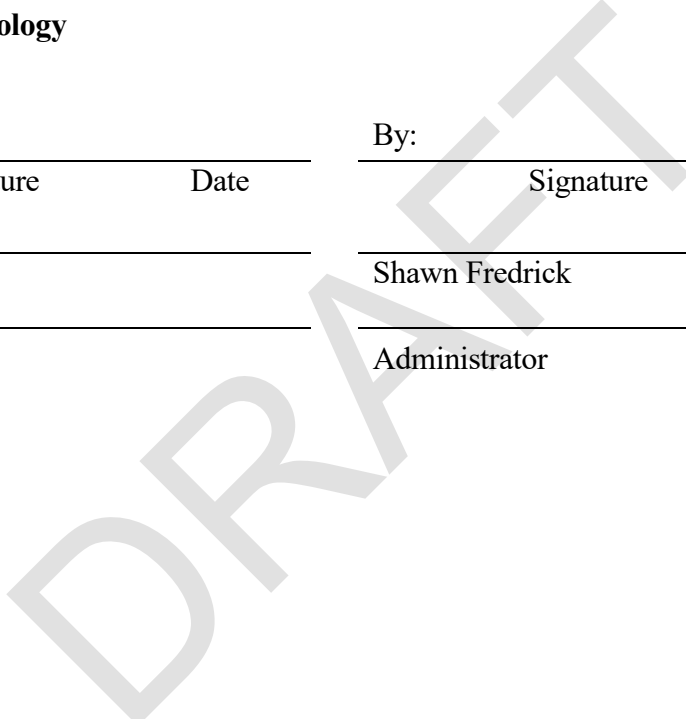 ology
By:
ure Date Signature
Shawn Fredrick
Administrator
DRAFT